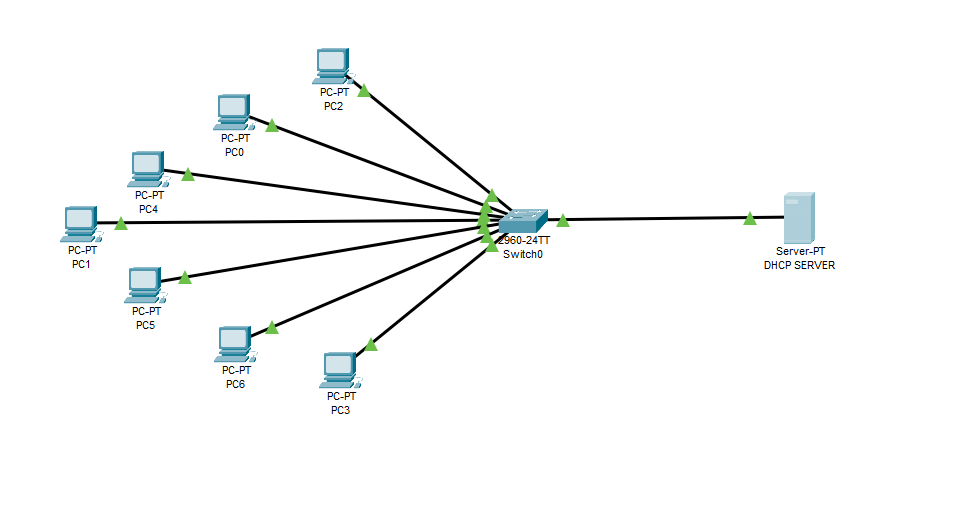 PC-PT
PC2
PC-PT
PC0
PC-PT
PC4
PC-PT
PC1
2960-24TT
Switch0
Server-PT
DHCP SERVER
PC-PT
PC5
PC-PT
PC6
PC-PT
PC3